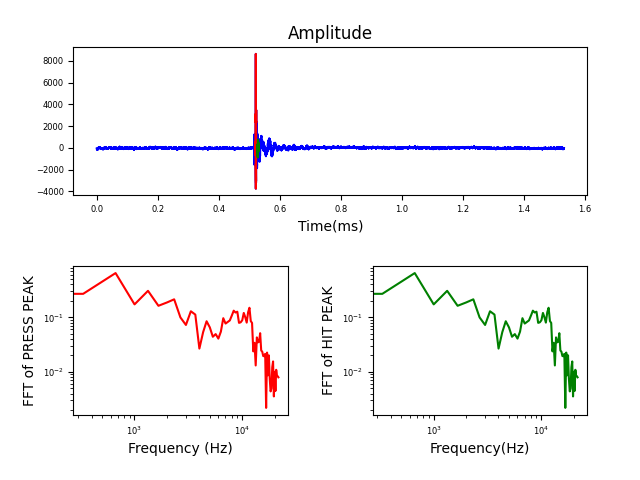 Amplitude
8000
6000
4000
2000
0
−2000
−4000
0.0 0.2 0.4 0.6 0.8 1.0 1.2 1.4 1.6
Time(ms)
FFT of PRESS PEAK
10⁻¹
10⁻²
10³ 10⁴
Frequency (Hz)
FFT of HIT PEAK
10⁻¹
10⁻²
10³ 10⁴
Frequency(Hz)